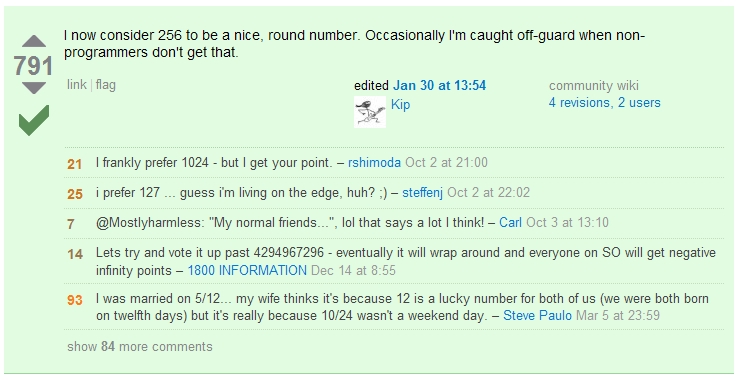 I now consider 256 to be a nice, round number. Occasionally I'm caught off-guard when non-
programmers don't get that.
791
link | flag
edited Jan 30 at 13:54
Kip
community wiki
4 revisions, 2 users
21 I frankly prefer 1024 - but I get your point. – rshimoda Oct 2 at 21:00
25 i prefer 127 ... guess i'm living on the edge, huh? ;) – steffenj Oct 2 at 22:02
7 @Mostlyharmless: "My normal friends...", lol that says a lot I think! – Carl Oct 3 at 13:10
14 Lets try and vote it up past 4294967296 - eventually it will wrap around and everyone on SO will get negative
infinity points – 1800 INFORMATION Dec 14 at 8:55
93 I was married on 5/12... my wife thinks it's because 12 is a lucky number for both of us (we were both born
on twelfth days) but it's really because 10/24 wasn't a weekend day. – Steve Paulo Mar 5 at 23:59
show 84 more comments